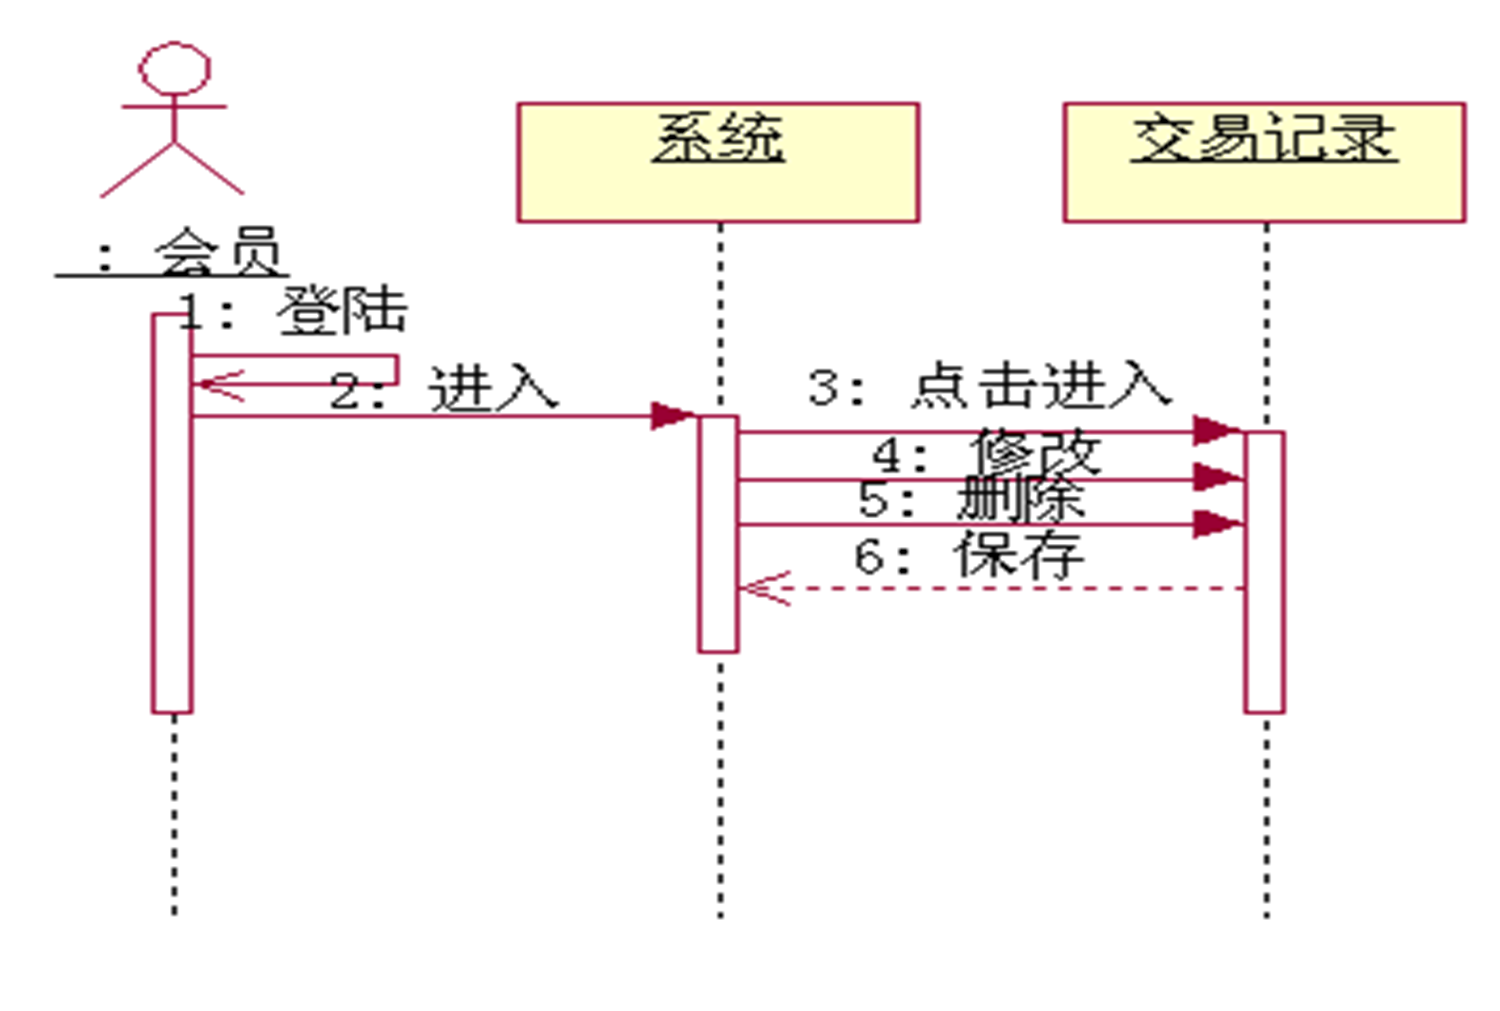 系统
交易记录
: 会员
1: 登陆
2: 进入
3: 点击进入
4: 修改
5: 删除
6: 保存